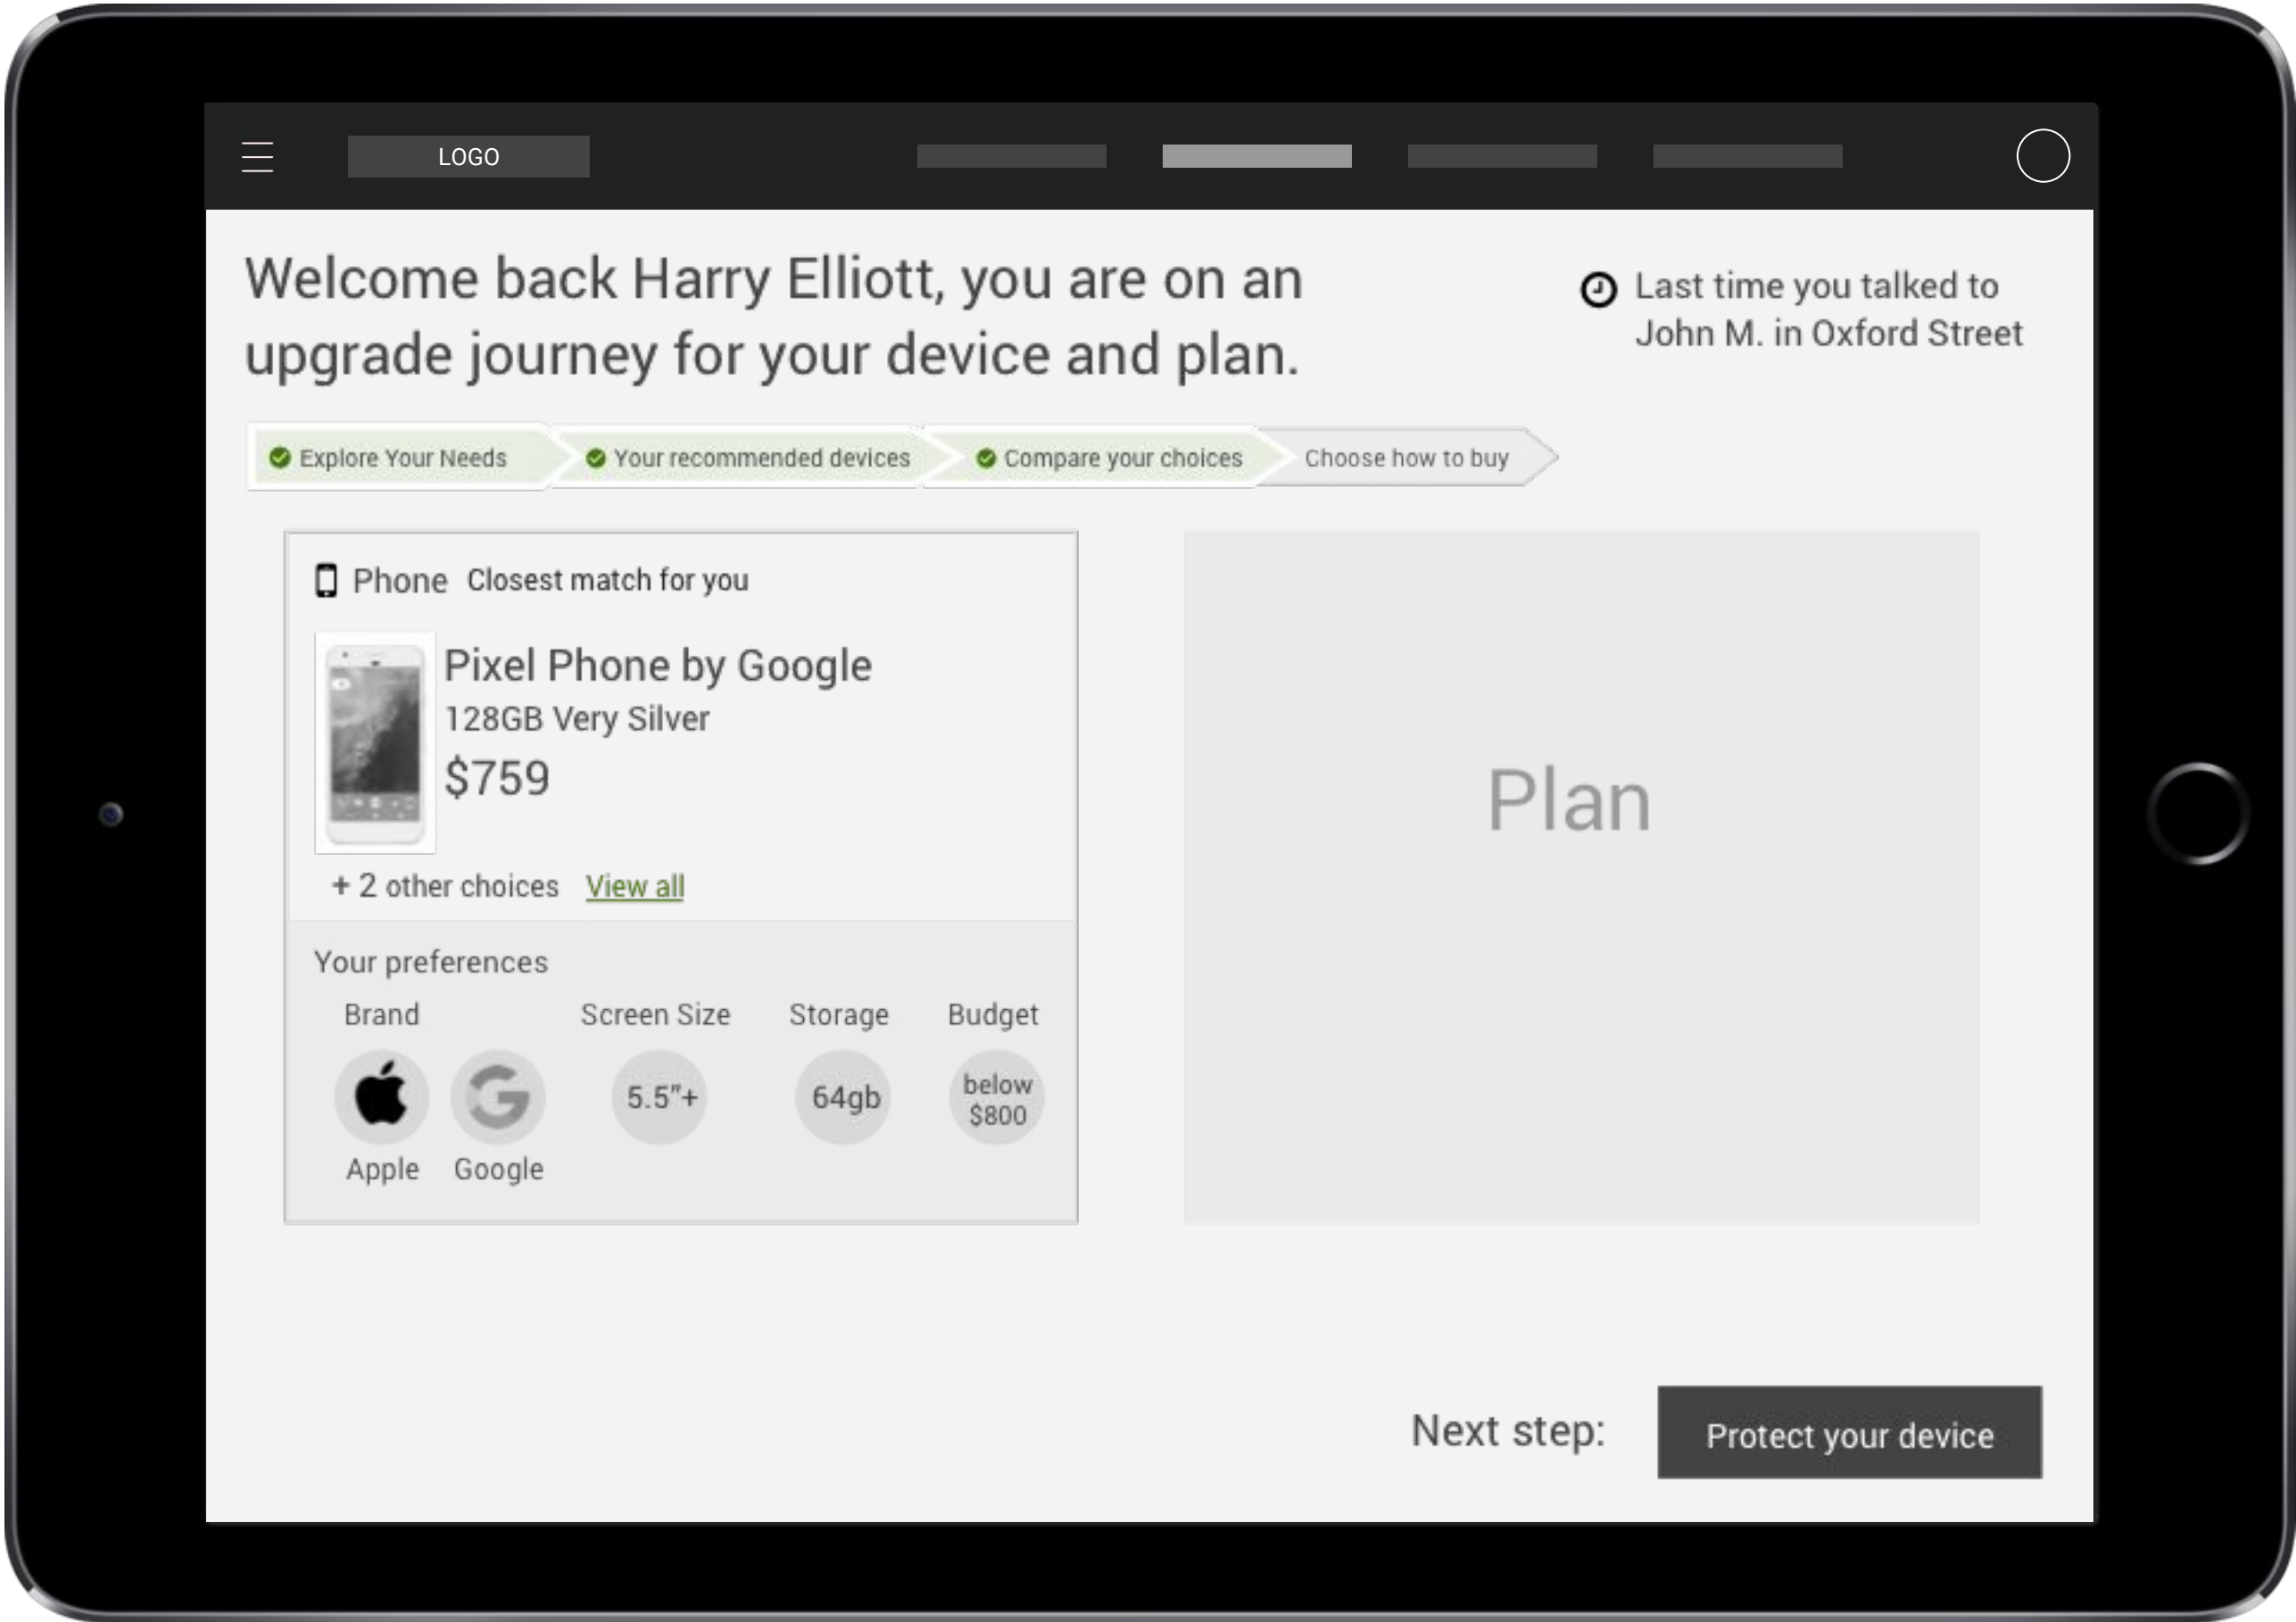 LOGO
Welcome back Harry Elliott, you are on an
upgrade journey for your device and plan.
Last time you talked to
John M. in Oxford Street
Explore Your Needs
Your recommended devices
Compare your choices
Choose how to buy
Phone Closest match for you
Pixel Phone by Google
128GB Very Silver
$759
+ 2 other choices View all
Plan
Your preferences
Brand Screen Size Storage Budget
5.5"+
64gb
below
$800
Apple Google
Next step:
Protect your device